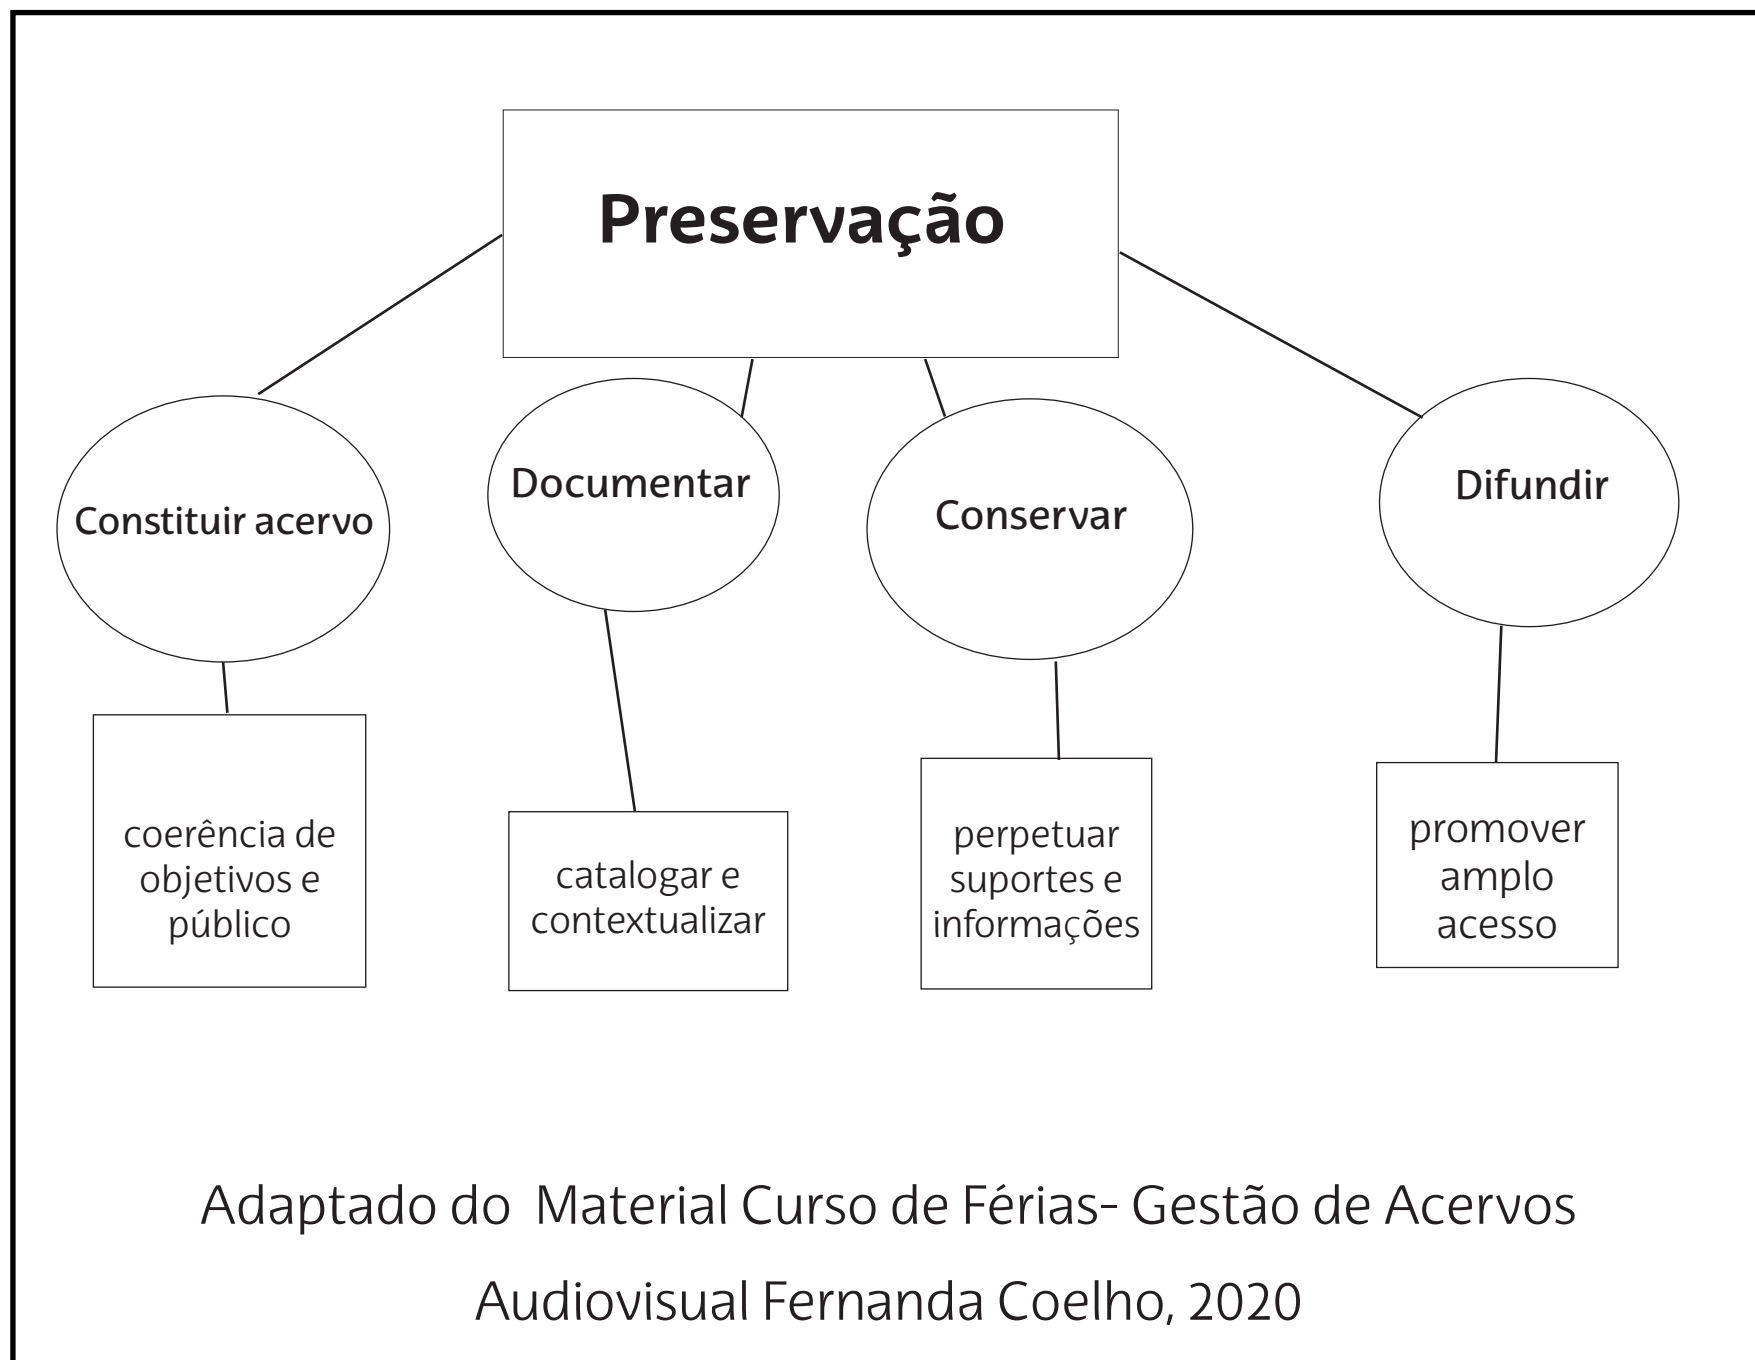 Preservação
Constituir acervo
Documentar
Conservar
Difundir
coerência de
objetivos e
público
catalogar e
contextualizar
perpetuar
suportes e
informações
promover
amplo
acesso
Adaptado do  Material Curso de Férias- Gestão de Acervos
Audiovisual Fernanda Coelho, 2020